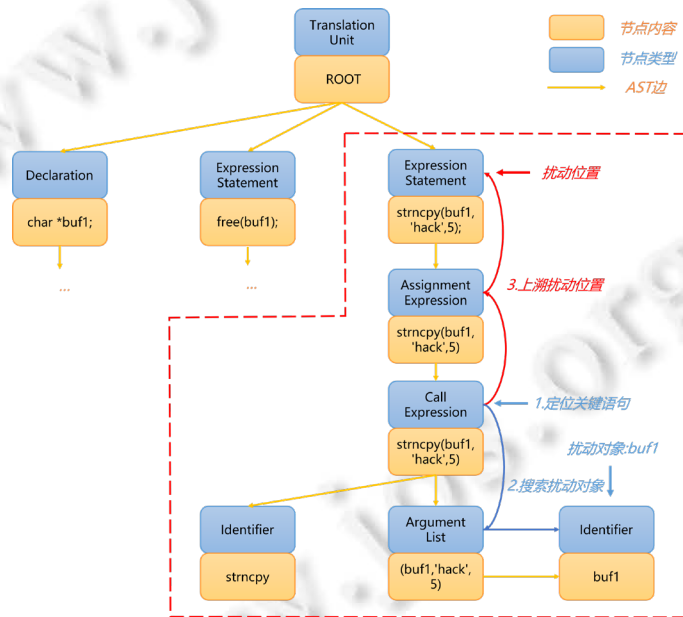 Translation
Unit
ROOT
节点内容
节点类型
AST边
Declaration
char *buf1;
...
Expression
Statement
free(buf1);
...
Expression
Statement
strncpy(buf1,
'hack',5);
扰动位置
3.上溯扰动位置
Assignment
Expression
strncpy(buf1,
'hack',5)
Call
Expression
strncpy(buf1,
'hack',5)
1.定位关键语句
扰动对象:buf1
2.搜索扰动对象
Identifier
strncpy
Argument
List
(buf1,'hack',
5)
Identifier
buf1